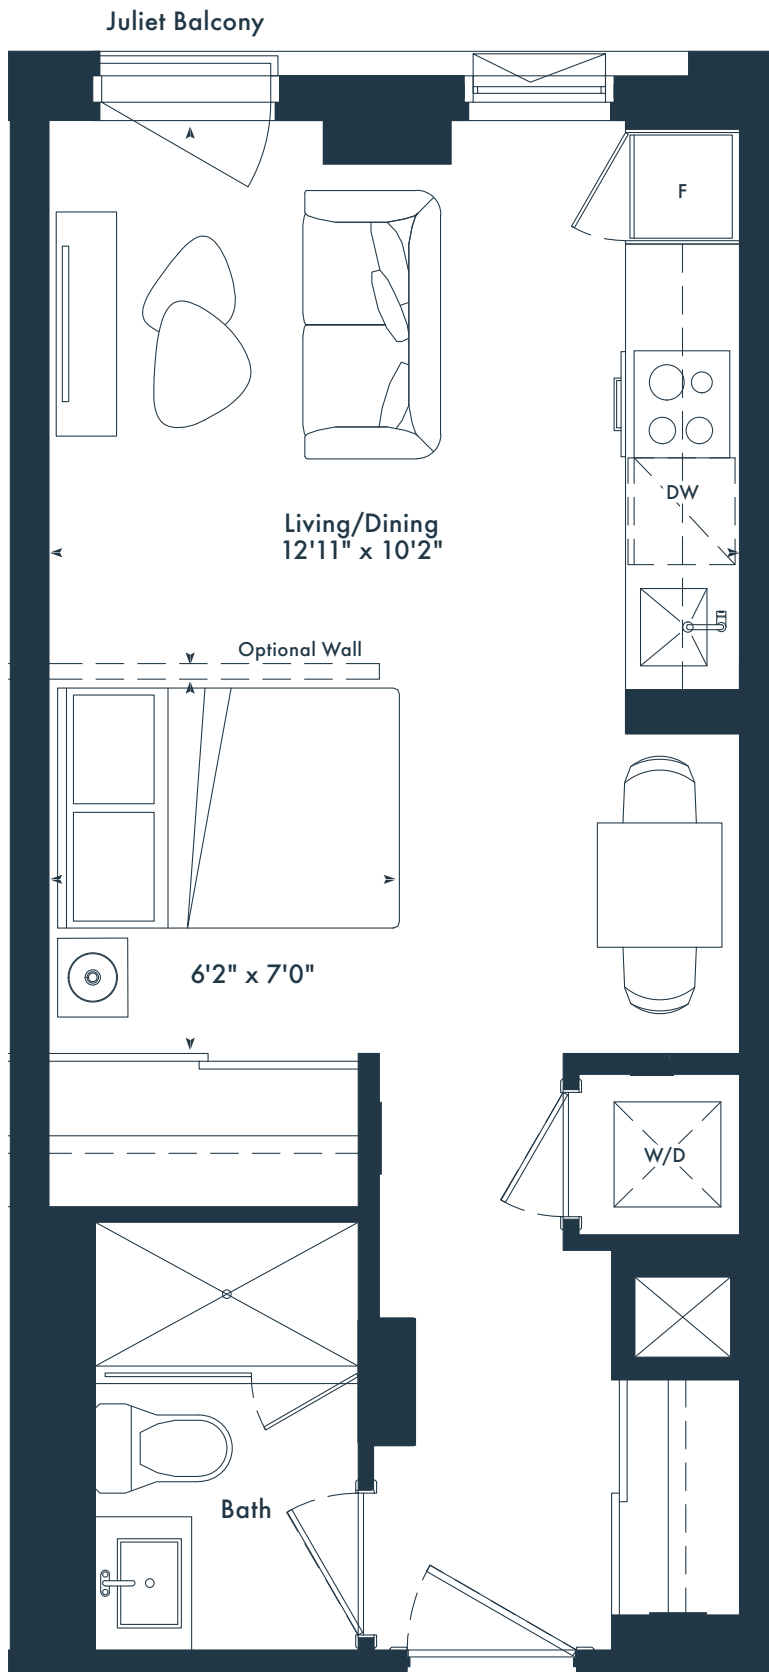 Juliet Balcony
F
DW
Living/Dining
12'11" x 10'2"
Optional Wall
6'2" x 7'0"
W/D
Bath